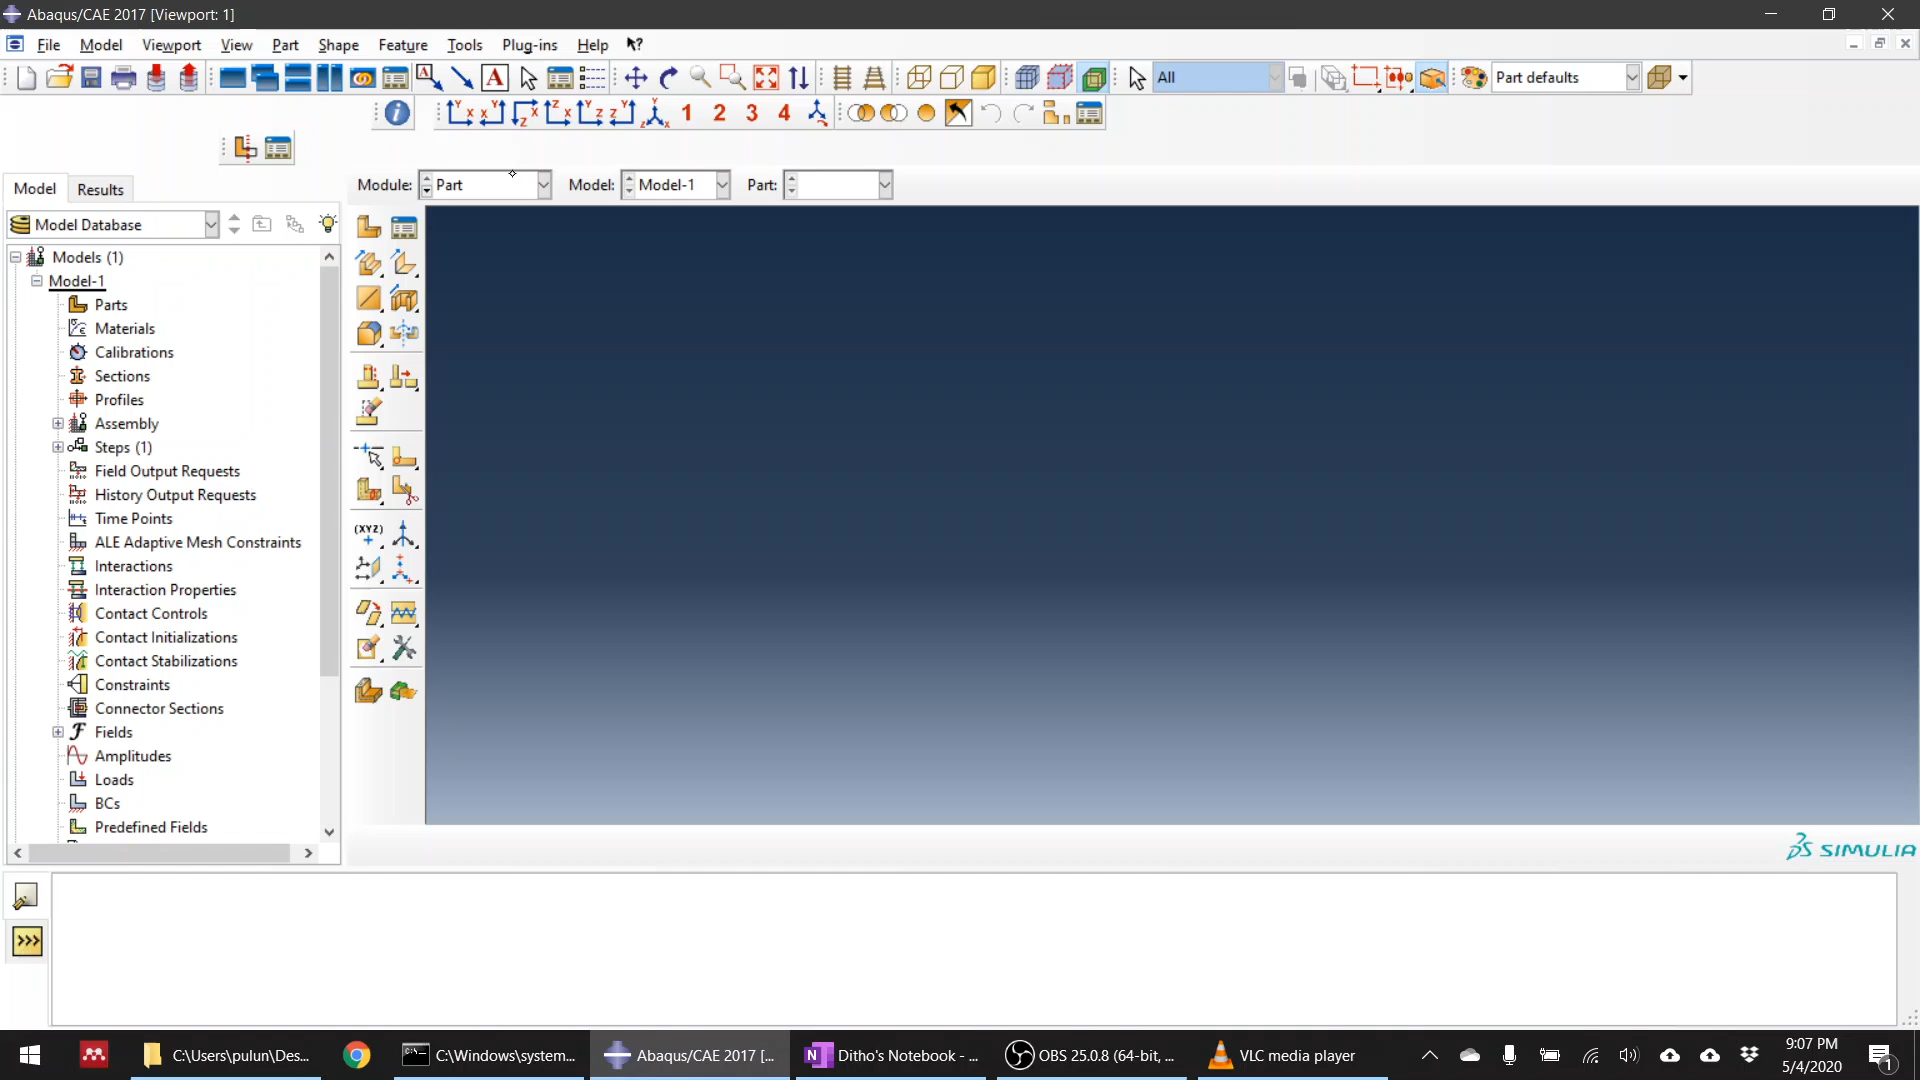 Abaqus/CAE 2017 [Viewport: 1]
File Model Viewport View Part Shape Feature Tools Plug-ins Help
All
Part defaults
1 2 3 4
Module: Part Model: Model-1 Part:
Model Results
Model Database
Models (1)
Model-1
Parts
Materials
Calibrations
Sections
Profiles
Assembly
Steps (1)
Field Output Requests
History Output Requests
Time Points
ALE Adaptive Mesh Constraints
Interactions
Interaction Properties
Contact Controls
Contact Initializations
Contact Stabilizations
Constraints
Connector Sections
Fields
Amplitudes
Loads
BCs
Predefined Fields
(XYZ)
SIMULIA
C:\Users\pulun\Des...
C:\Windows\system...
Abaqus/CAE 2017 [...
Ditho's Notebook - ...
OBS 25.0.8 (64-bit, ...
VLC media player
9:07 PM
5/4/2020
1